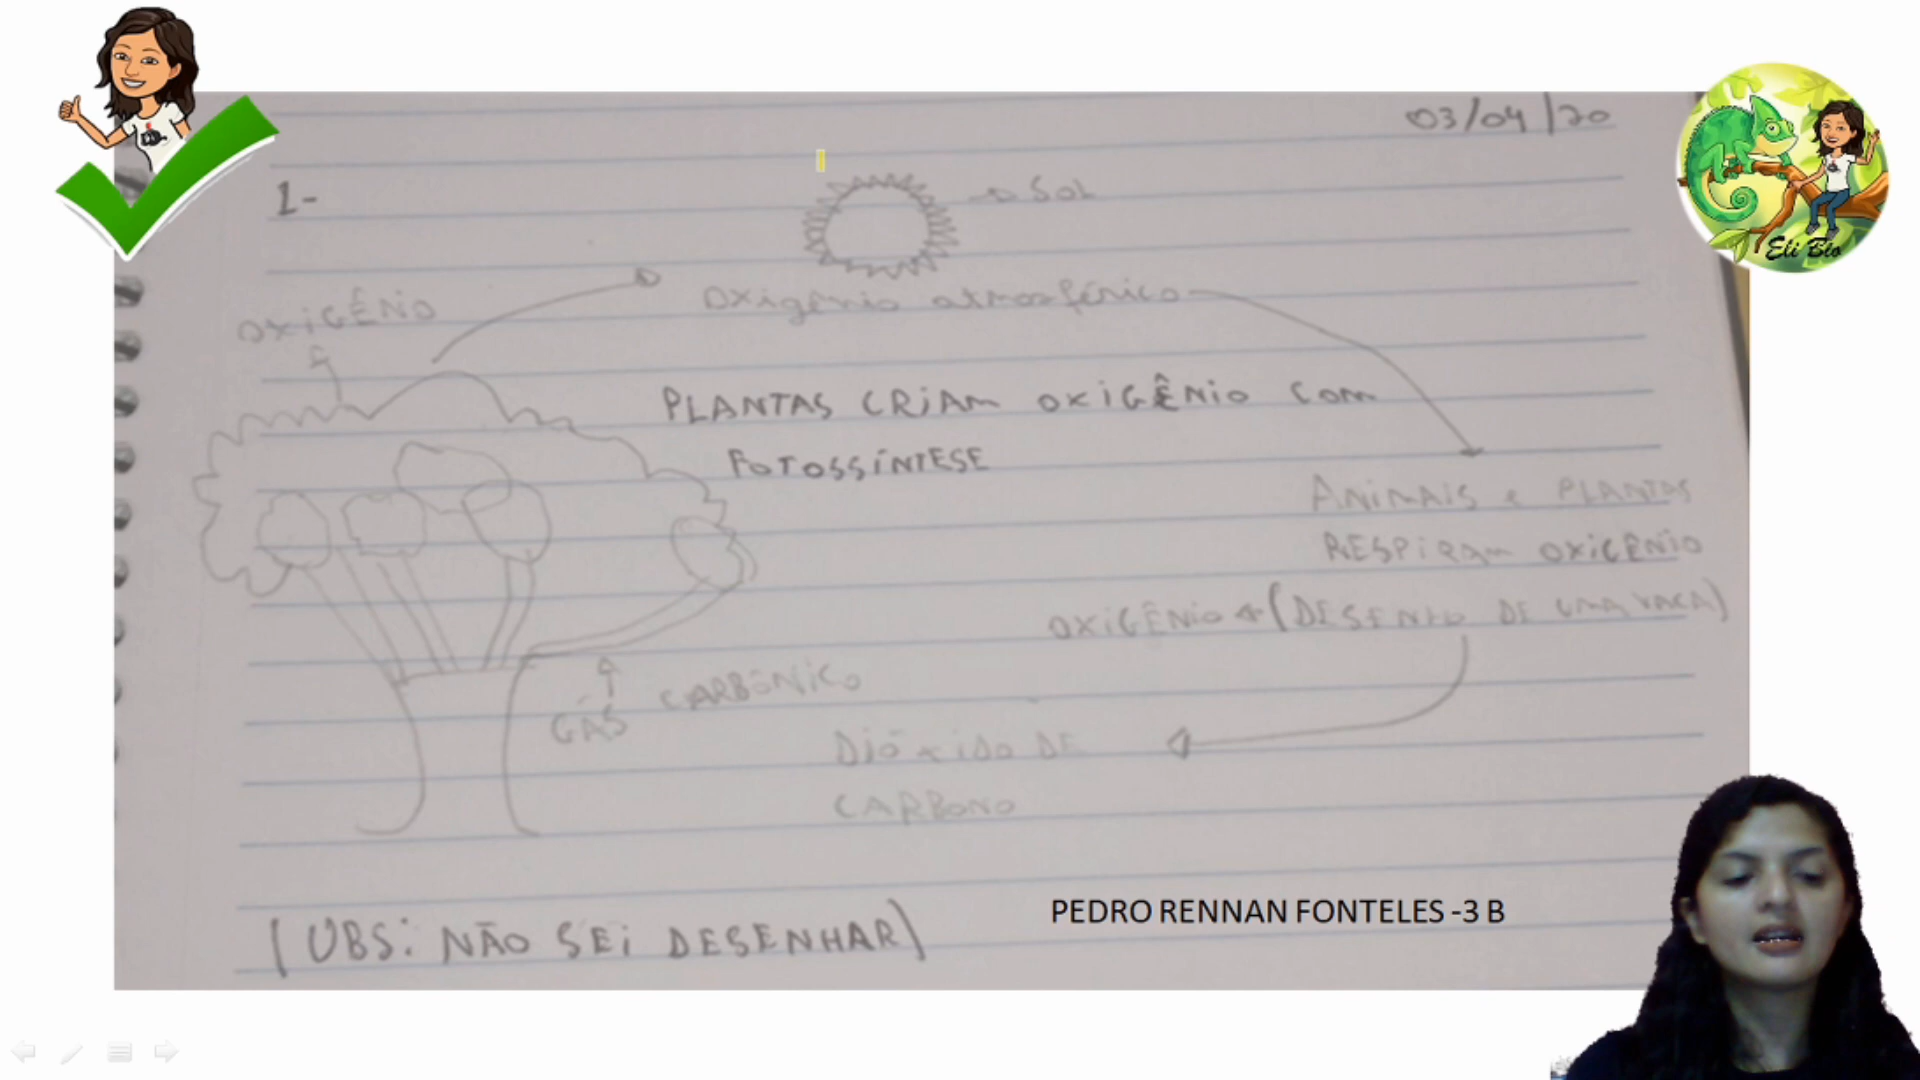 03/04/20
1-
→ SOL
OXIGÊNIO
Oxigênio atmosférico
PLANTAS CRIAM OXIGÊNIO COM
FOTOSSÍNTESE
ANIMAIS e PLANTAS
RESPIRAM OXIGÊNIO
OXIGÊNIO ← (DESENHO DE UMA VACA)
GÁS CARBÔNICO
DIÓXIDO DE
CARBONO
(OBS: NÃO SEI DESENHAR)
PEDRO RENNAN FONTELES -3 B
Eli Bio